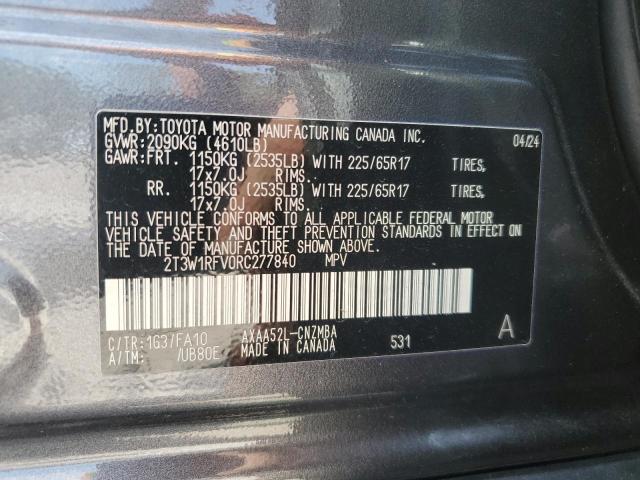 MFD.BY:TOYOTA MOTOR MANUFACTURING CANADA INC. 04/24
GVWR:2090KG (4610LB)
GAWR:FRT. 1150KG (2535LB) WITH 225/65R17 TIRES,
17x7.0J RIMS.
RR. 1150KG (2535LB) WITH 225/65R17 TIRES,
17x7.0J RIMS.
THIS VEHICLE CONFORMS TO ALL APPLICABLE FEDERAL MOTOR
VEHICLE SAFETY AND THEFT PREVENTION STANDARDS IN EFFECT ON
THE DATE OF MANUFACTURE SHOWN ABOVE.
2T3W1RFV0RC277840 MPV
C/TR:1G37FA10 AXAA52L-CNZMBA
A/TM: /UB80E MADE IN CANADA 531 A